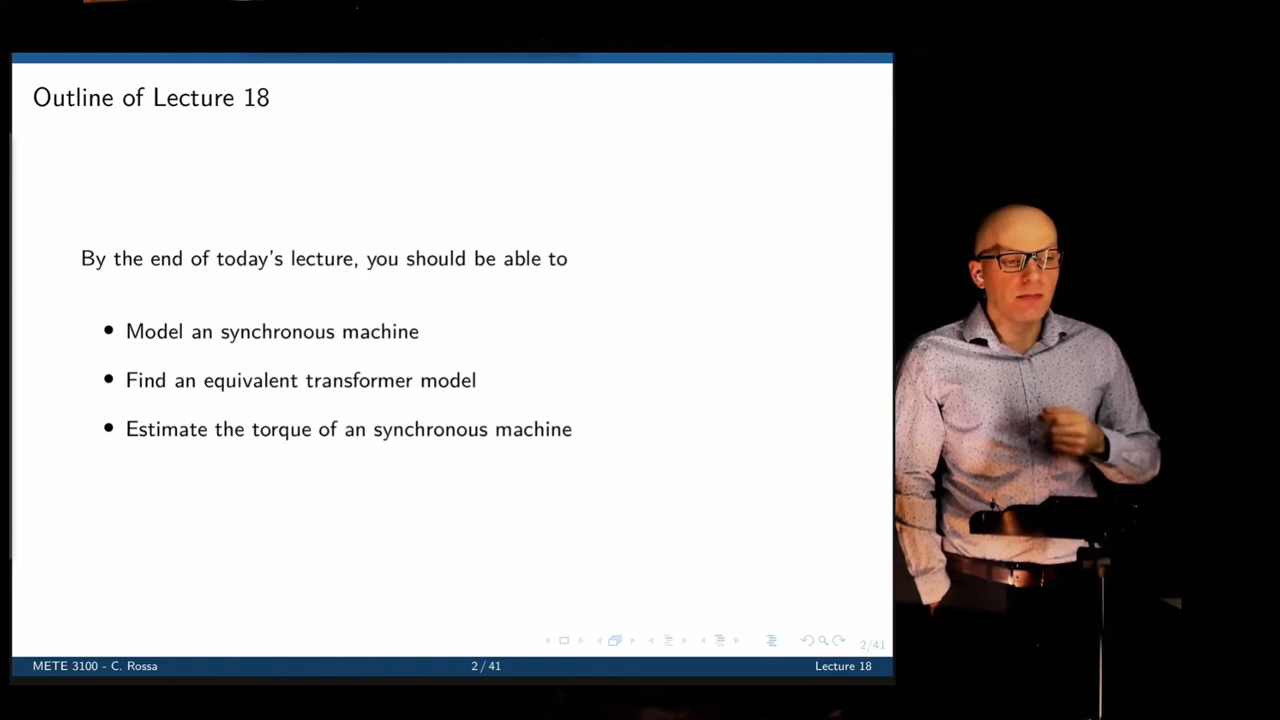 Outline of Lecture 18
By the end of today's lecture, you should be able to
• Model an synchronous machine
• Find an equivalent transformer model
• Estimate the torque of an synchronous machine
2/41
METE 3100 - C. Rossa
2 / 41
Lecture 18